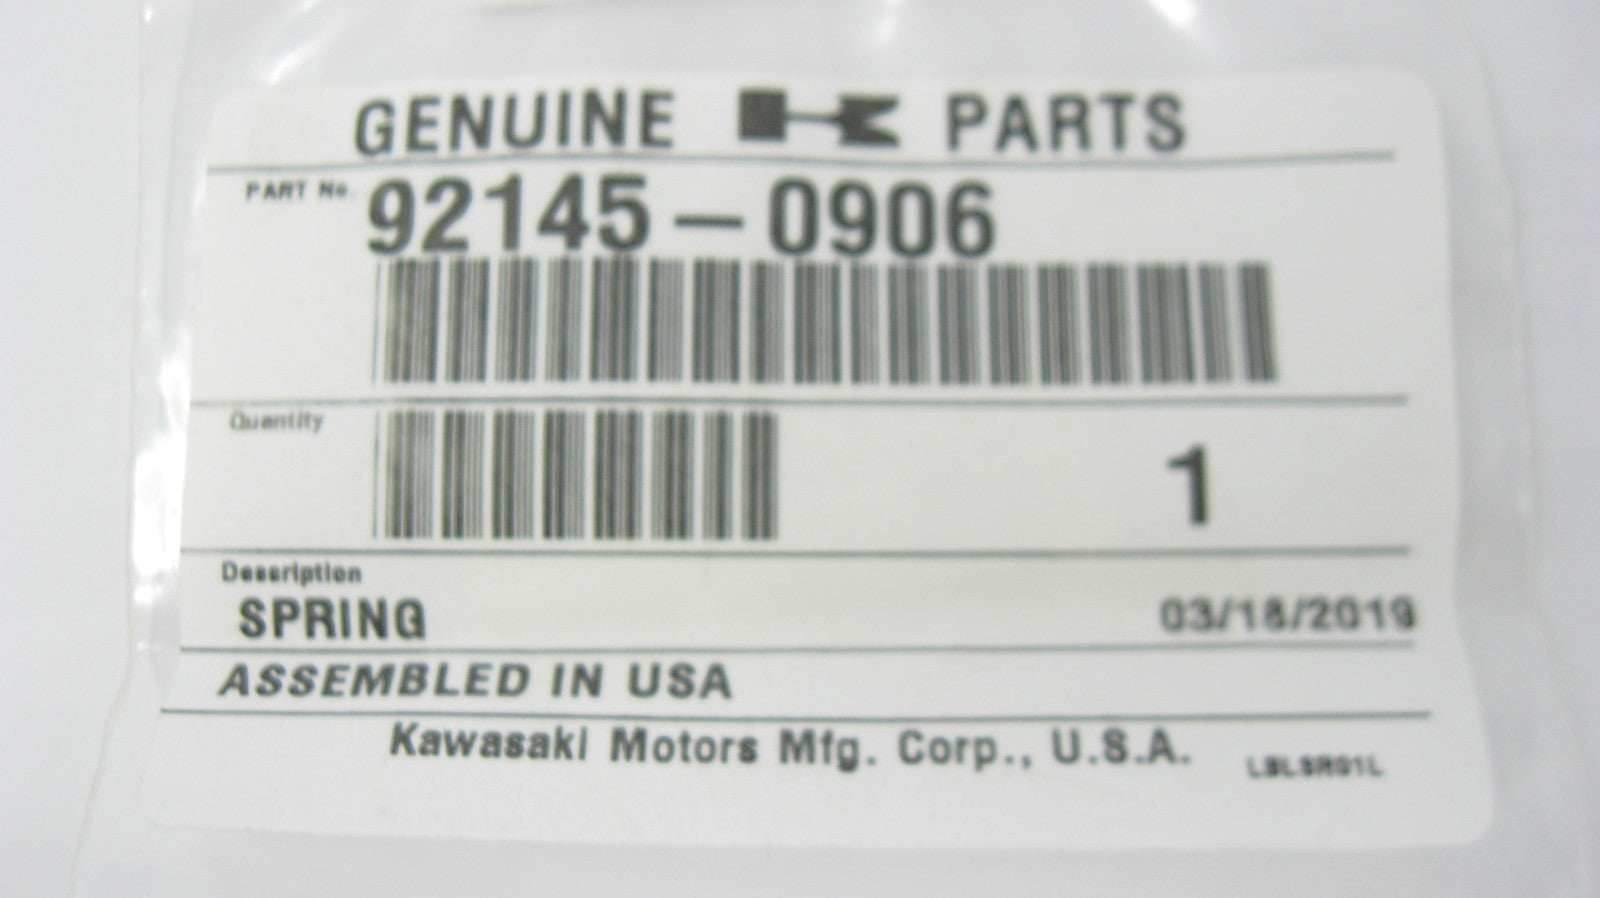 GENUINE PARTS
PART No. 92145-0906
Quantity 1
Description
SPRING 03/18/2019
ASSEMBLED IN USA
Kawasaki Motors Mfg. Corp., U.S.A.